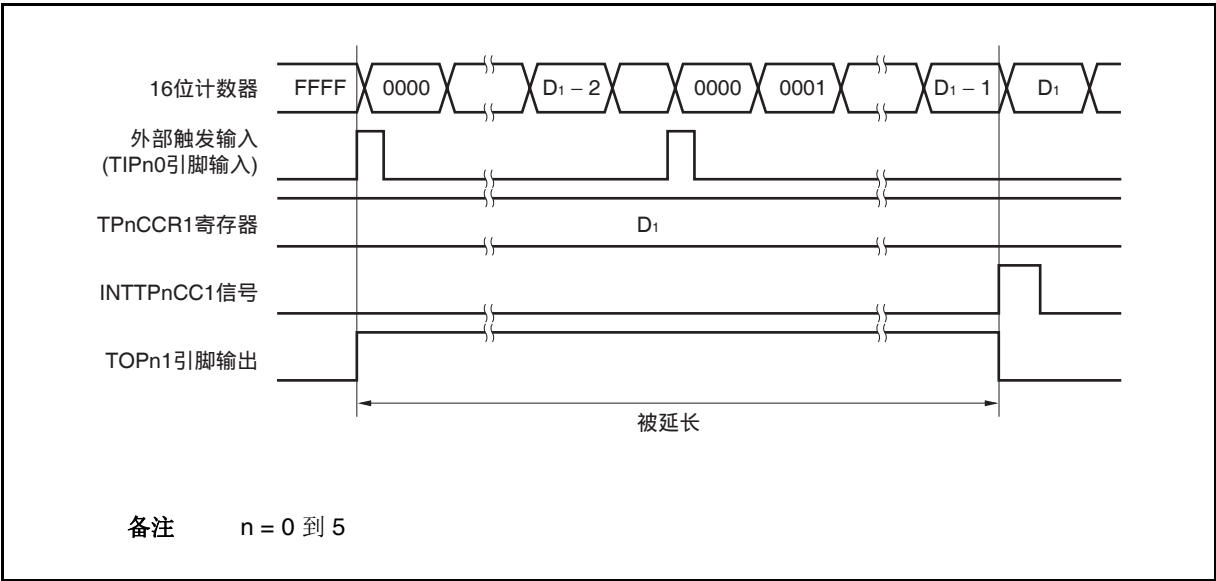 16位计数器 FFFF 0000 D₁ – 2 0000 0001 D₁ – 1 D₁
外部触发输入
(TIPn0引脚输入)
TPnCCR1寄存器 D₁
INTTPnCC1信号
TOPn1引脚输出
被延长
备注 n = 0 到 5